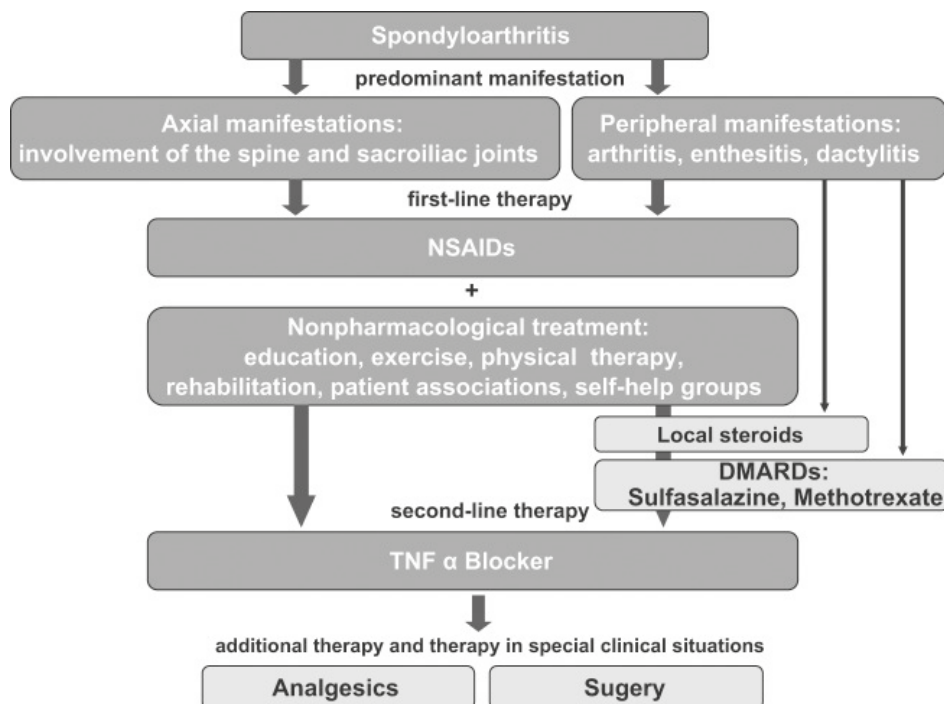 Spondyloarthritis
predominant manifestation
Axial manifestations:
involvement of the spine and sacroiliac joints
Peripheral manifestations:
arthritis, enthesitis, dactylitis
first-line therapy
NSAIDs
+
Nonpharmacological treatment:
education, exercise, physical therapy,
rehabilitation, patient associations, self-help groups
Local steroids
DMARDs:
Sulfasalazine, Methotrexate
second-line therapy
TNF α Blocker
additional therapy and therapy in special clinical situations
Analgesics
Sugery